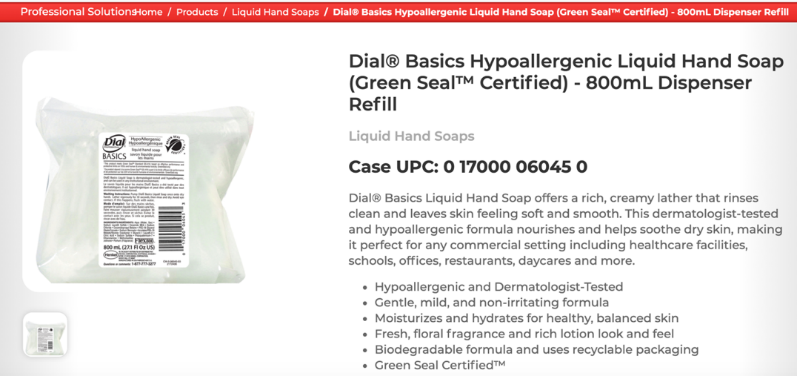 Professional Solutions Home / Products / Liquid Hand Soaps / Dial® Basics Hypoallergenic Liquid Hand Soap (Green Seal™ Certified) - 800mL Dispenser Refill
Dial® Basics Hypoallergenic Liquid Hand Soap
(Green Seal™ Certified) - 800mL Dispenser
Refill
Liquid Hand Soaps
Case UPC: 0 17000 06045 0
Dial® Basics Liquid Hand Soap offers a rich, creamy lather that rinses
clean and leaves skin feeling soft and smooth. This dermatologist-tested
and hypoallergenic formula nourishes and helps soothe dry skin, making
it perfect for any commercial setting including healthcare facilities,
schools, offices, restaurants, daycares and more.
• Hypoallergenic and Dermatologist-Tested
• Gentle, mild, and non-irritating formula
• Moisturizes and hydrates for healthy, balanced skin
• Fresh, floral fragrance and rich lotion look and feel
• Biodegradable formula and uses recyclable packaging
• Green Seal Certified™
Dial
BASICS
HypoAllergenic
Hypoallergénique
liquid hand soap
800 mL (27.1 Fl Oz US)